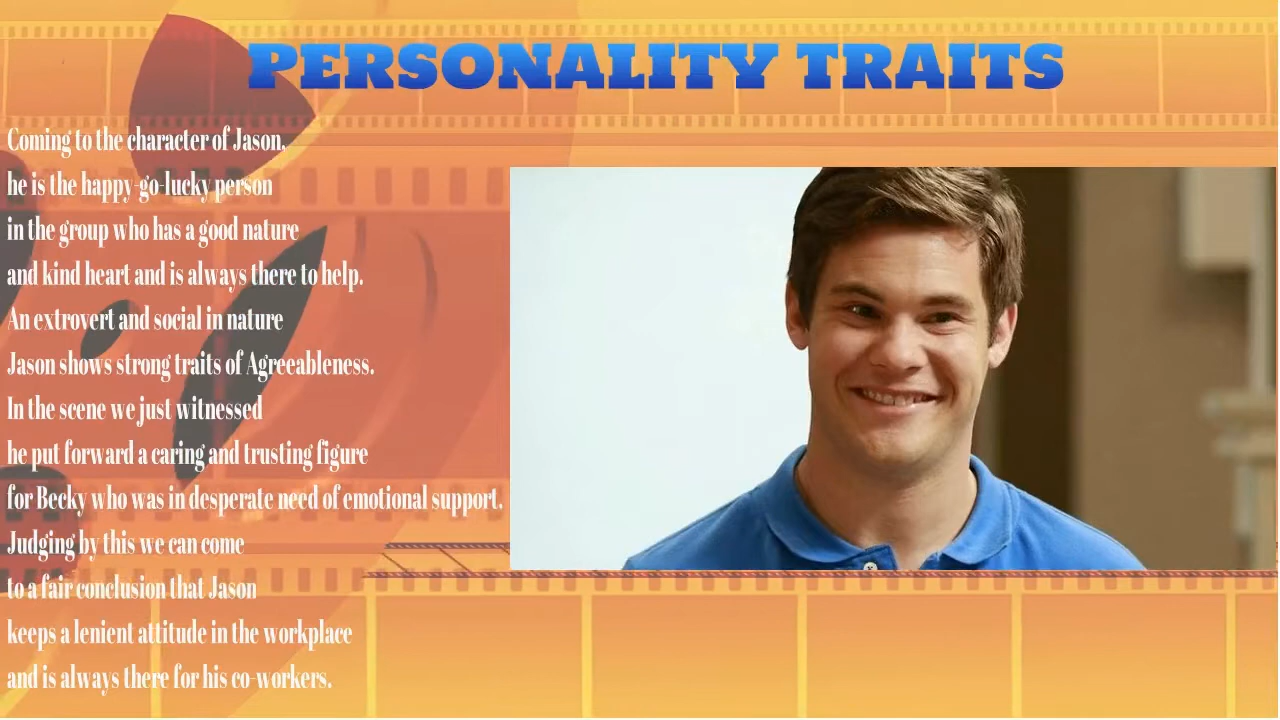 PERSONALITY TRAITS
Coming to the character of Jason,
he is the happy-go-lucky person
in the group who has a good nature
and kind heart and is always there to help.
An extrovert and social in nature
Jason shows strong traits of Agreeableness.
In the scene we just witnessed
he put forward a caring and trusting figure
for Becky who was in desperate need of emotional support.
Judging by this we can come
to a fair conclusion that Jason
keeps a lenient attitude in the workplace
and is always there for his co-workers.